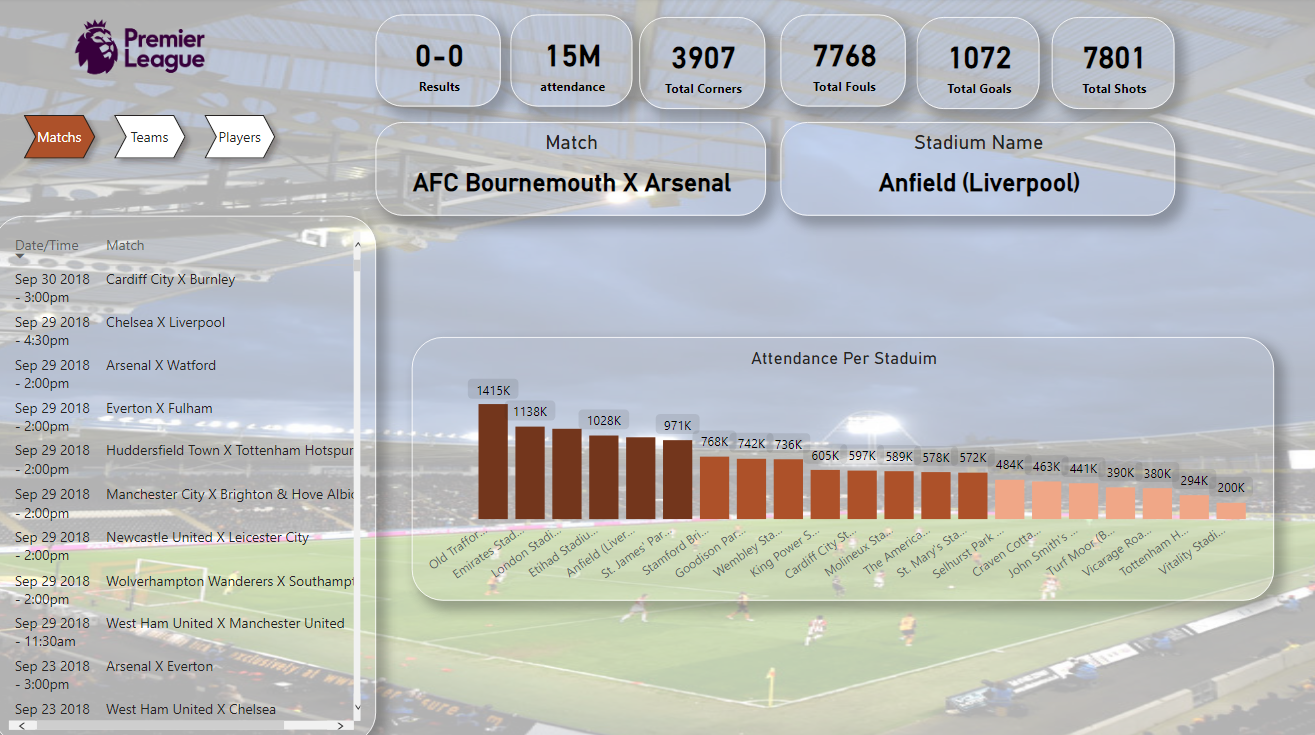 Premier
League
0-0
Results
15M
attendance
3907
Total Corners
7768
Total Fouls
1072
Total Goals
7801
Total Shots
Matchs
Teams
Players
Match
AFC Bournemouth X Arsenal
Stadium Name
Anfield (Liverpool)
Date/Time Match
Sep 30 2018 Cardiff City X Burnley
- 3:00pm
Sep 29 2018 Chelsea X Liverpool
- 4:30pm
Sep 29 2018 Arsenal X Watford
- 2:00pm
Sep 29 2018 Everton X Fulham
- 2:00pm
Sep 29 2018 Huddersfield Town X Tottenham Hotspur
- 2:00pm
Sep 29 2018 Manchester City X Brighton & Hove Albio
- 2:00pm
Sep 29 2018 Newcastle United X Leicester City
- 2:00pm
Sep 29 2018 Wolverhampton Wanderers X Southampt
- 2:00pm
Sep 29 2018 West Ham United X Manchester United
- 11:30am
Sep 23 2018 Arsenal X Everton
- 3:00pm
Sep 23 2018 West Ham United X Chelsea
Attendance Per Staduim
1415K
1138K
1028K
971K
768K
742K
736K
605K
597K
589K
578K
572K
484K
463K
441K
390K
380K
294K
200K
Old Traffor...
Emirates Stad...
London Stadi...
Etihad Stadiu...
Anfield (Liver...
St. James' Par...
Stamford Bri...
Goodison Par...
Wembley Sta...
King Power S...
Cardiff City St...
Molineux Sta...
The America...
St. Mary's Sta...
Selhurst Park ...
Craven Cotta...
John Smith's ...
Turf Moor (B...
Vicarage Roa...
Tottenham H...
Vitality Stadi...